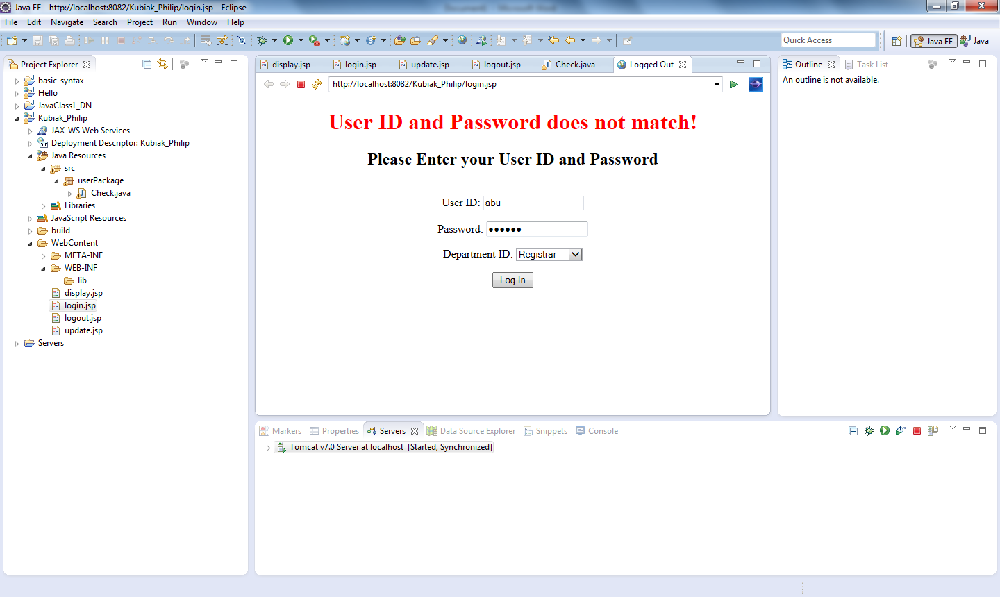 Java EE - http://localhost:8082/Kubiak_Philip/login.jsp - Eclipse
File Edit Navigate Search Project Run Window Help
Quick Access
Java EE
Java
Project Explorer
basic-syntax
Hello
JavaClass1_DN
Kubiak_Philip
JAX-WS Web Services
Deployment Descriptor: Kubiak_Philip
3.0
Java Resources
src
userPackage
Check.java
Libraries
JavaScript Resources
build
WebContent
META-INF
WEB-INF
lib
display.jsp
login.jsp
logout.jsp
update.jsp
Servers
display.jsp login.jsp update.jsp logout.jsp Check.java Logged Out
http://localhost:8082/Kubiak_Philip/login.jsp
User ID and Password does not match!
Please Enter your User ID and Password
User ID: abu
Password: ●●●●●●
Department ID: Registrar
Log In
Outline Task List
An outline is not available.
Markers Properties Servers Data Source Explorer Snippets Console
Tomcat v7.0 Server at localhost [Started, Synchronized]